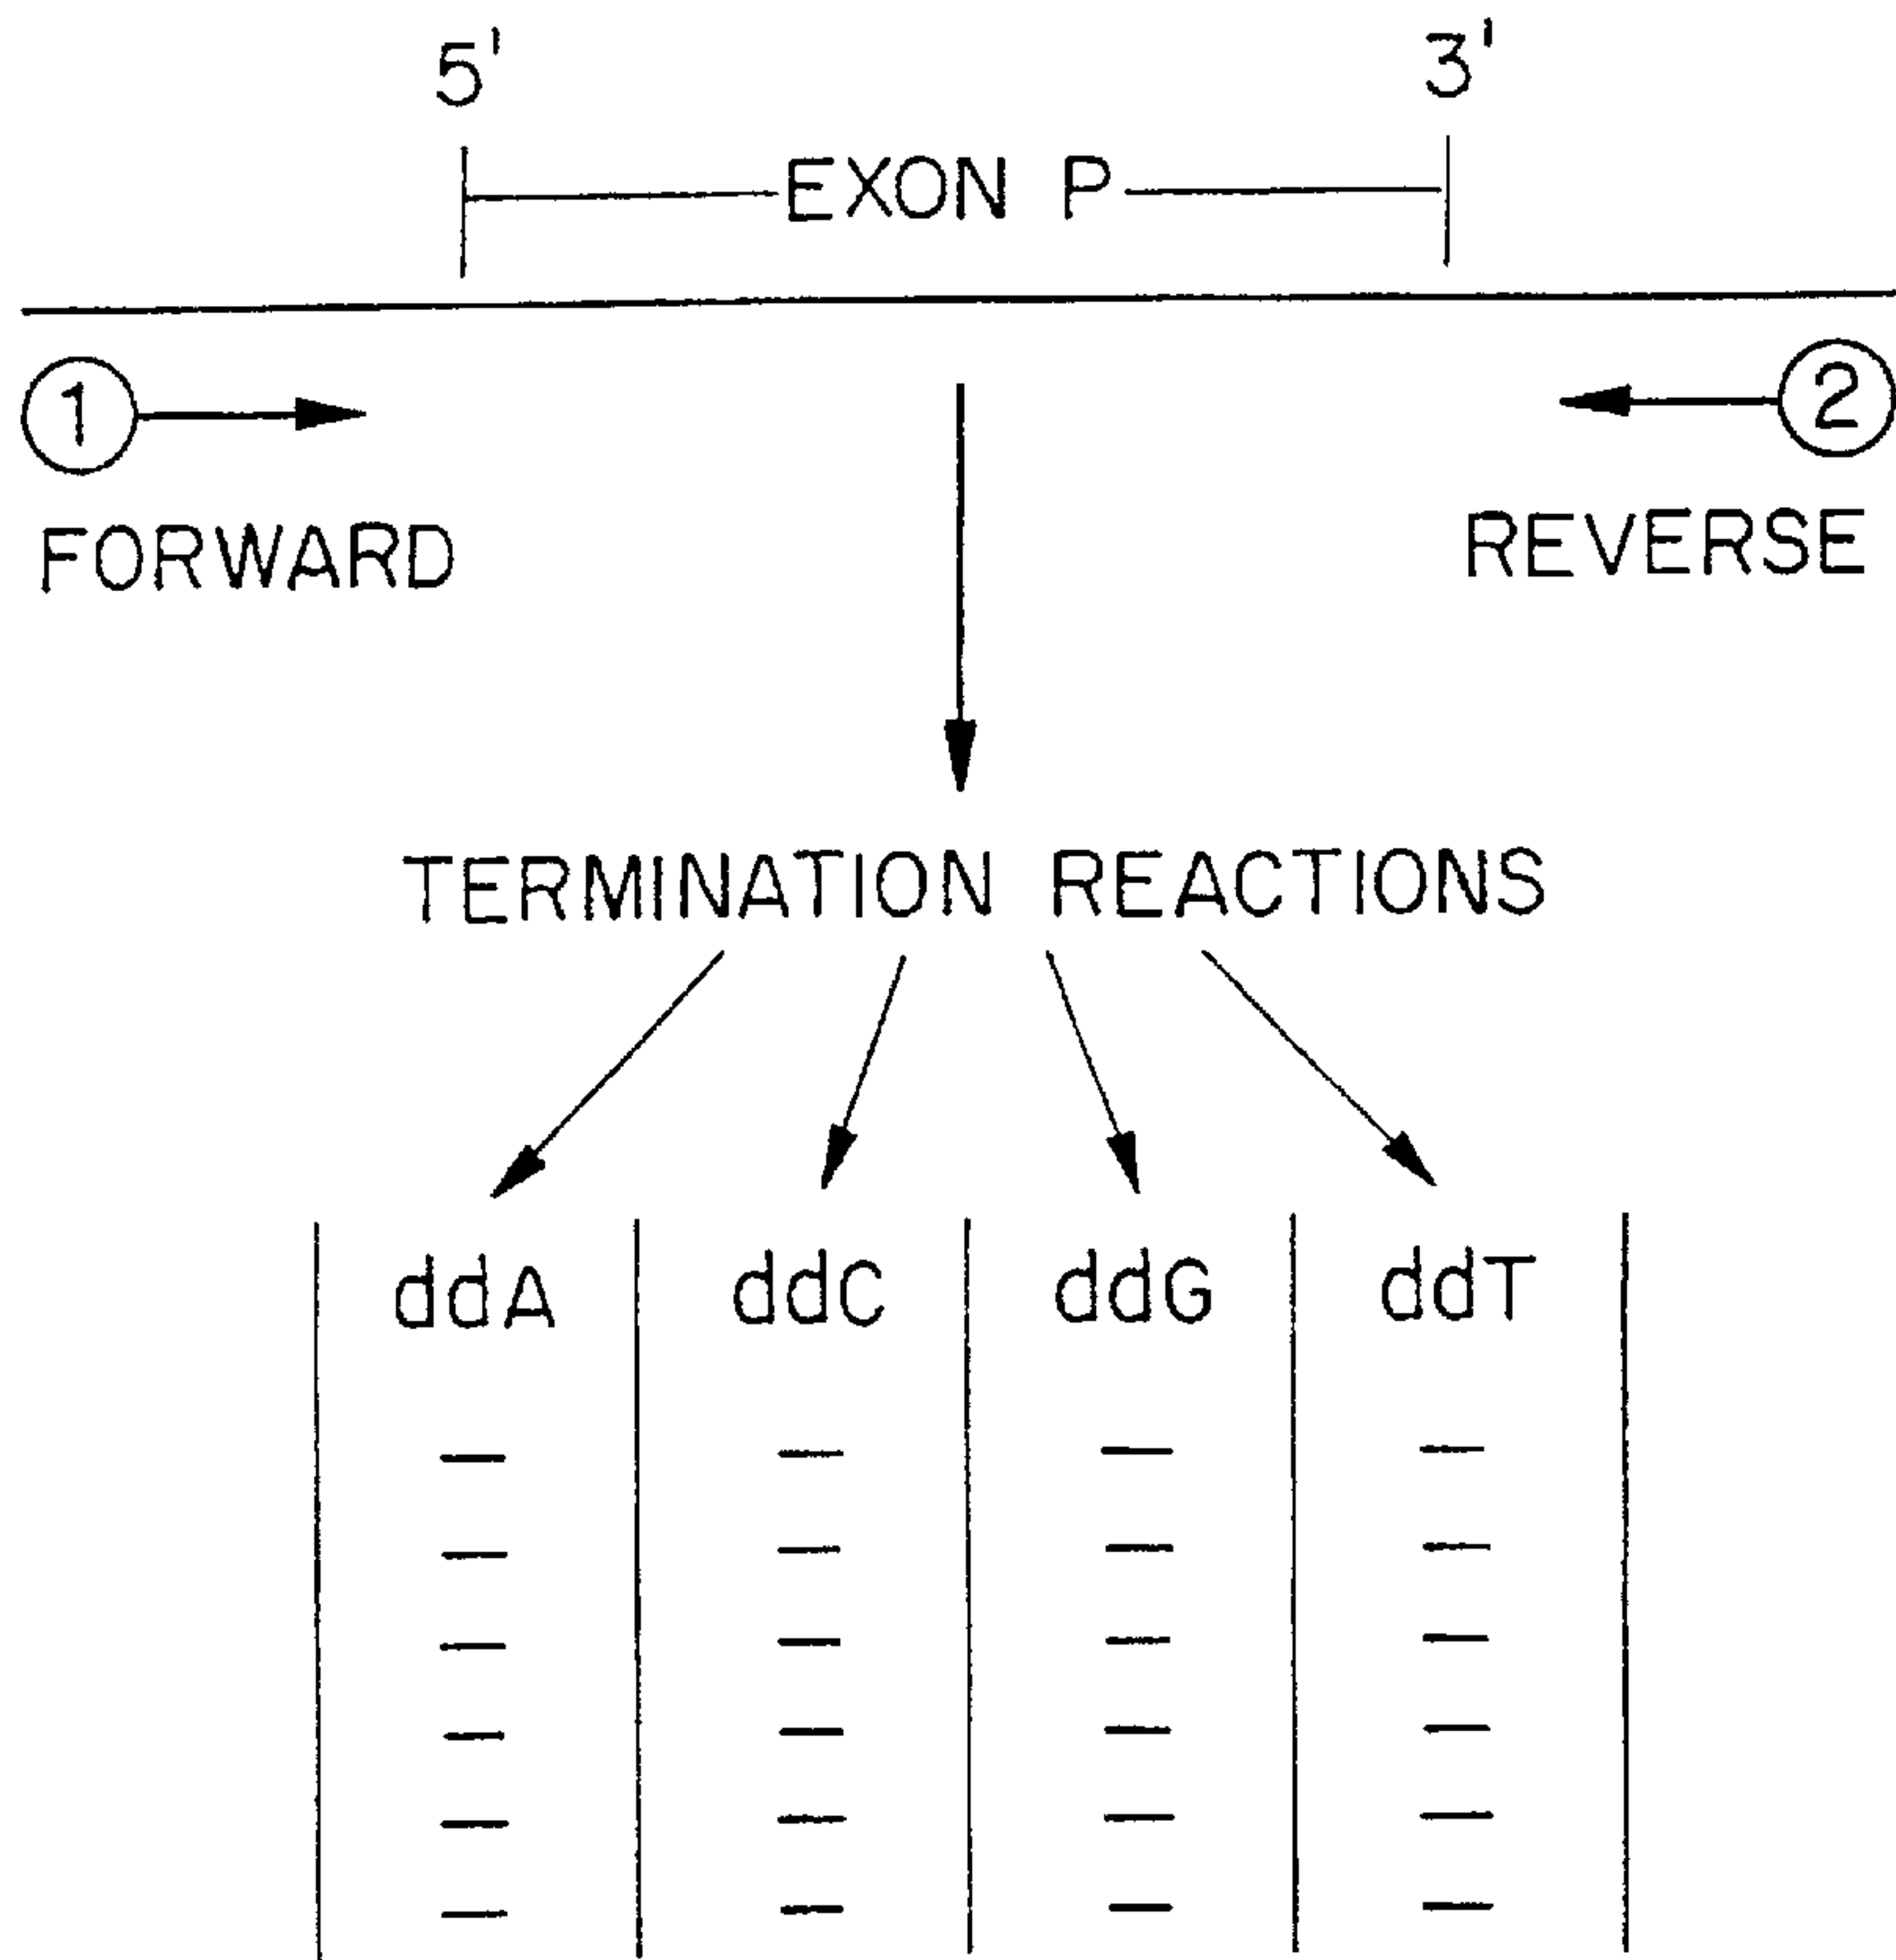 5' 3'
EXON P
1 2
FORWARD REVERSE
TERMINATION REACTIONS
ddA ddC ddG ddT